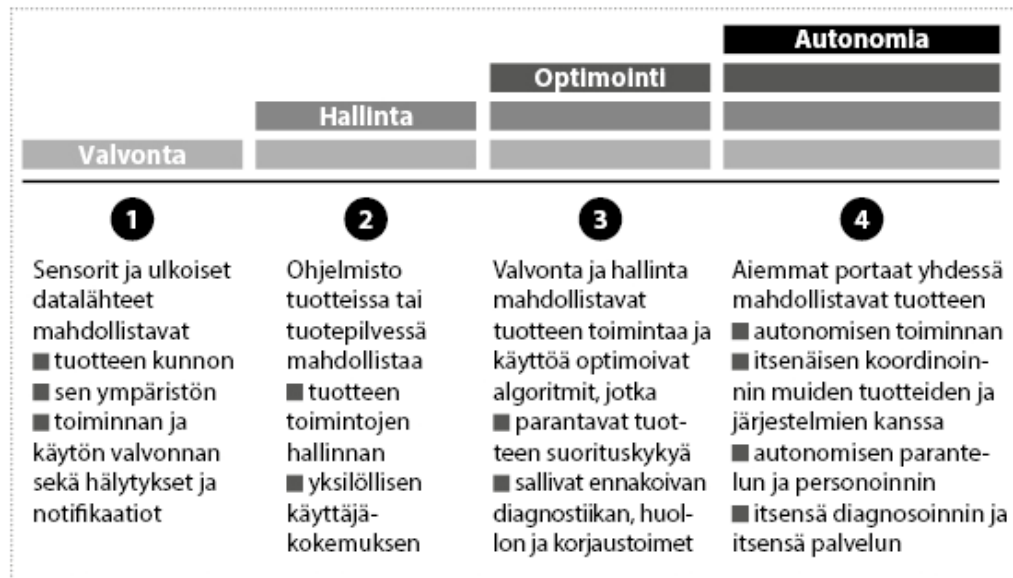 Autonomia
Optimointi
Hallinta
Valvonta
1
Sensorit ja ulkoiset
datalähteet
mahdollistavat
■ tuotteen kunnon
■ sen ympäristön
■ toiminnan ja
käytön valvonnan
sekä hälytykset ja
notifikaatiot
2
Ohjelmisto
tuotteissa tai
tuotepilvessä
mahdollistaa
■ tuotteen
toimintojen
hallinnan
■ yksilöllisen
käyttäjä-
kokemuksen
3
Valvonta ja hallinta
mahdollistavat
tuotteen toimintaa ja
käyttöä optimoivat
algoritmit, jotka
■ parantavat tuot-
teen suorituskykyä
■ sallivat ennakoivan
diagnostiikan, huol-
lon ja korjaustoimet
4
Aiemmat portaat yhdessä
mahdollistavat tuotteen
■ autonomisen toiminnan
■ itsenäisen koordinoin-
nin muiden tuotteiden ja
järjestelmien kanssa
■ autonomisen parante-
lun ja personoinnin
■ itsensä diagnosoinnin ja
itsensä palvelun